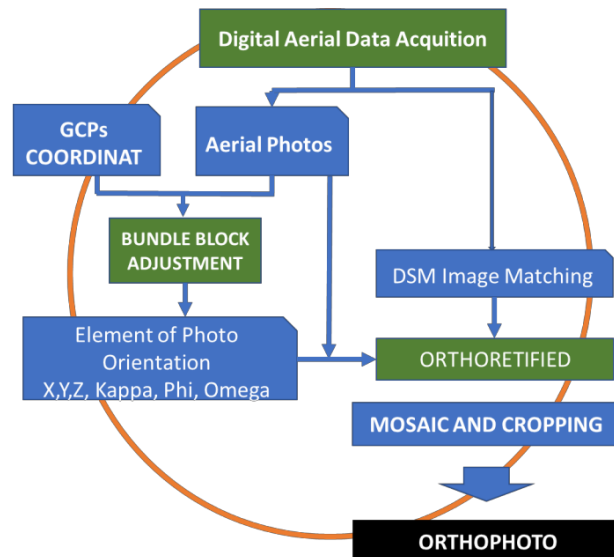 Digital Aerial Data Acquition
GCPs
COORDINAT
Aerial Photos
BUNDLE BLOCK
ADJUSTMENT
DSM Image Matching
Element of Photo
Orientation
X,Y,Z, Kappa, Phi, Omega
ORTHORETIFIED
MOSAIC AND CROPPING
ORTHOPHOTO